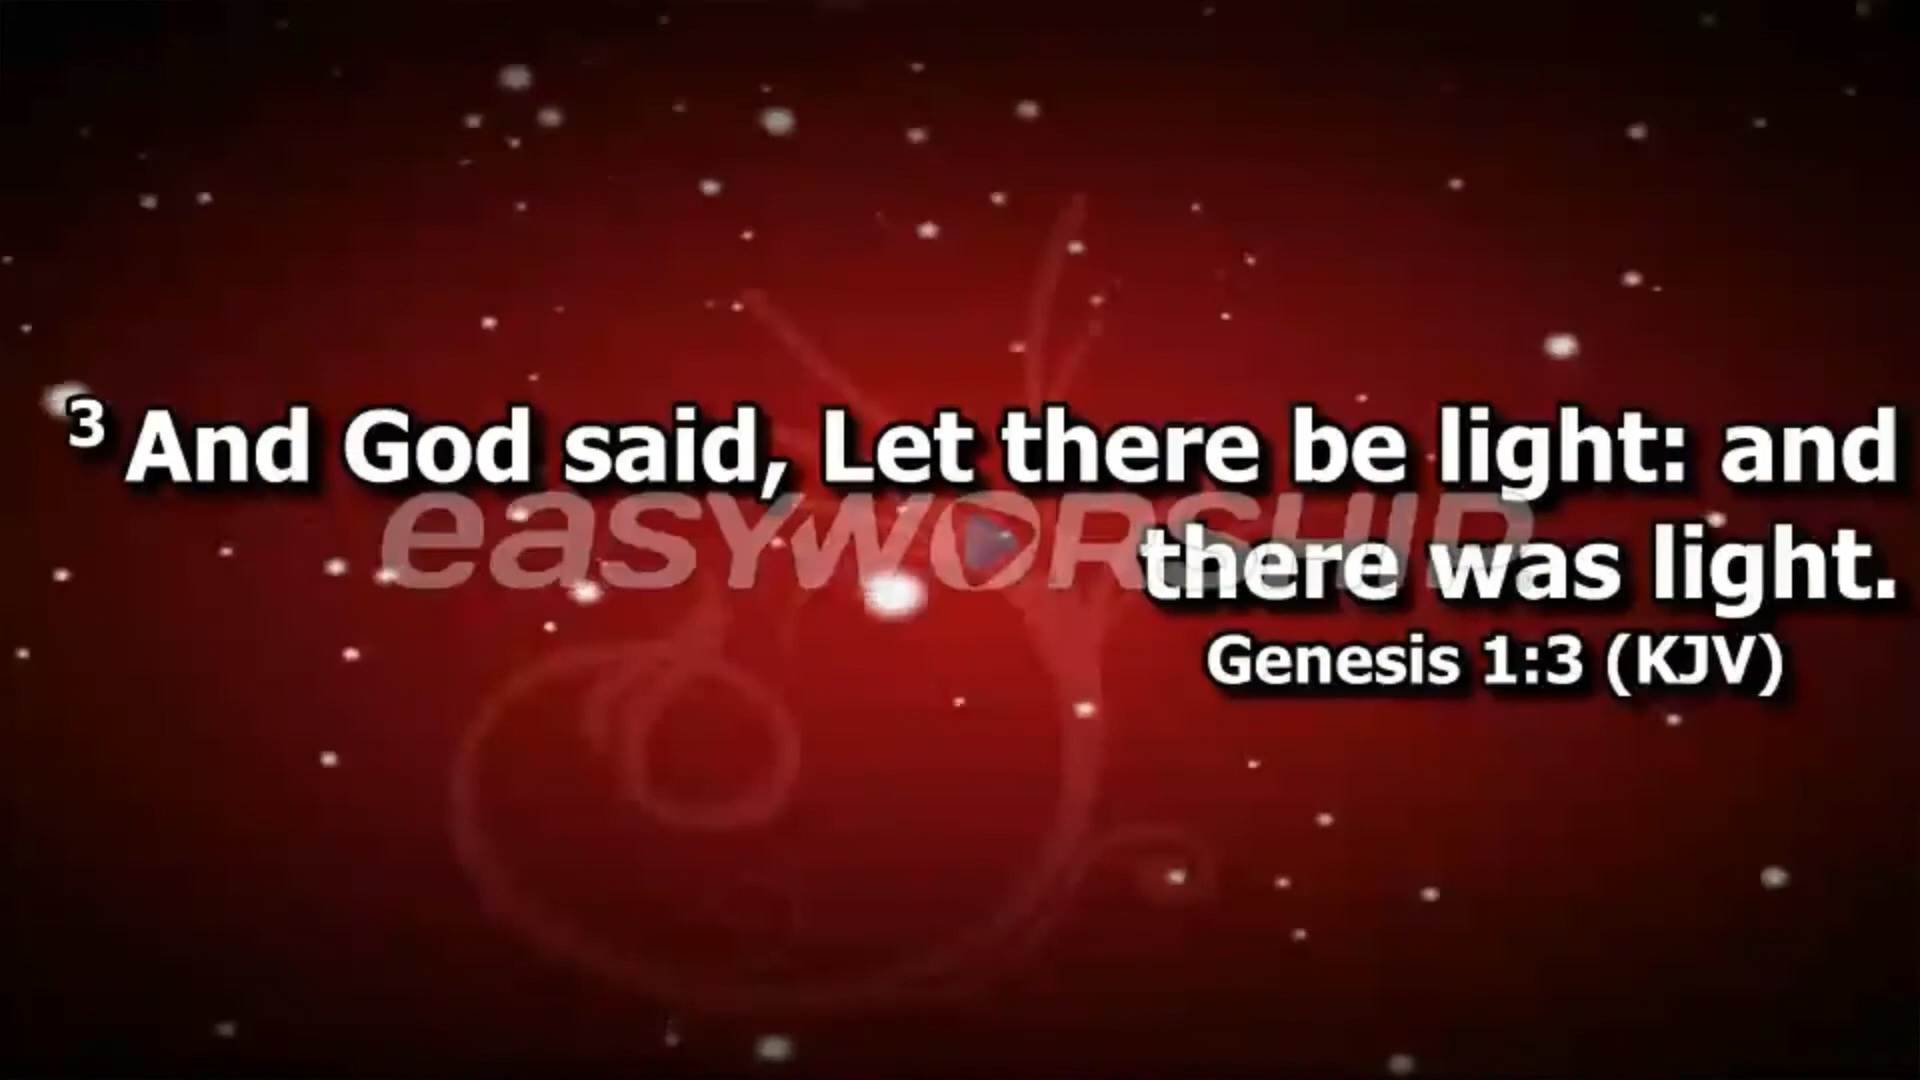 3 And God said, Let there be light: and
easyworship
there was light.
Genesis 1:3 (KJV)